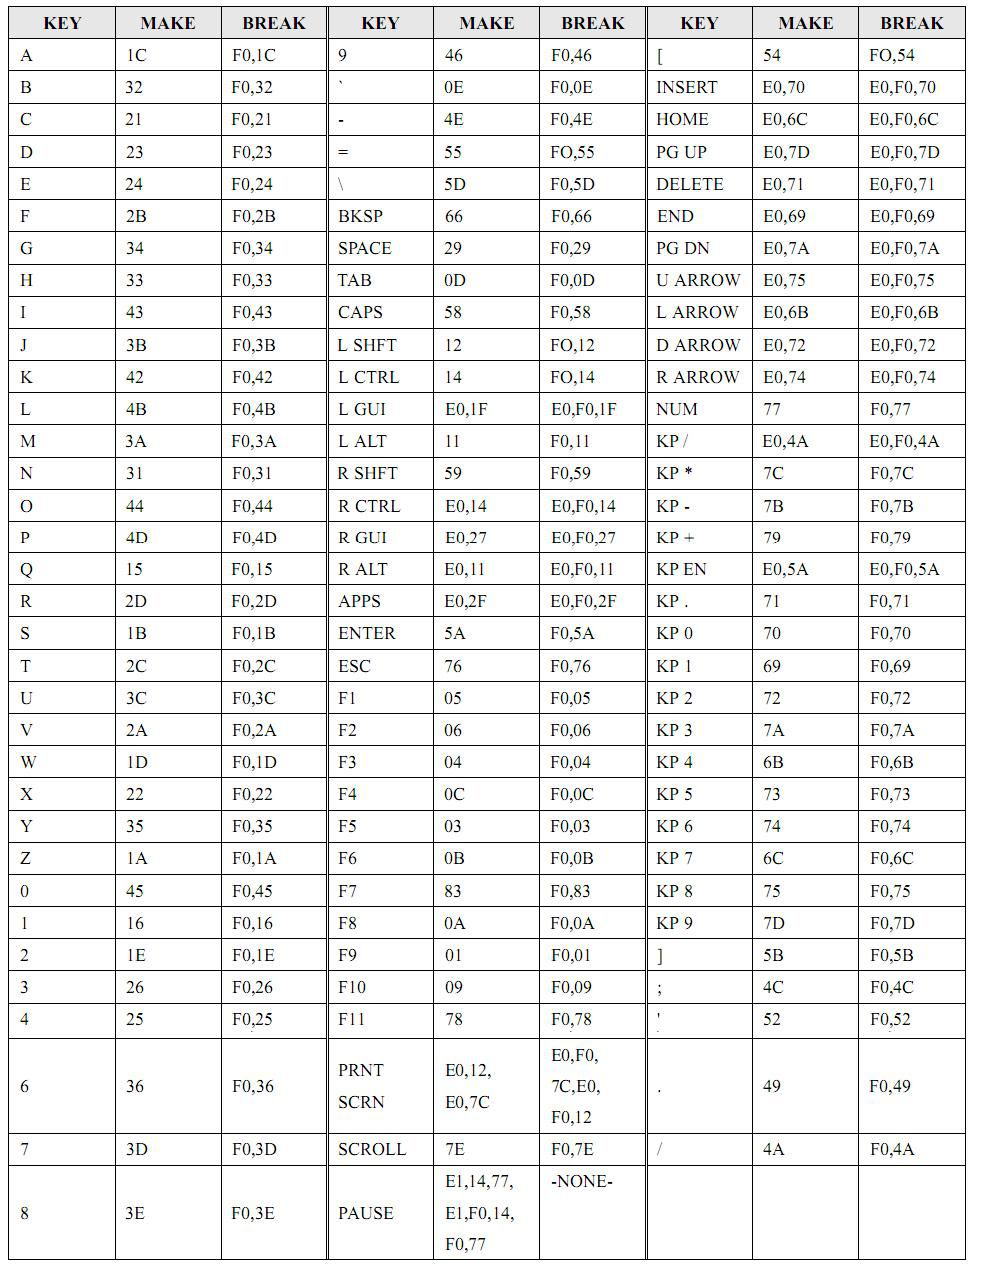 KEY MAKE BREAK KEY MAKE BREAK KEY MAKE BREAK
A 1C F0,1C 9 46 F0,46 [ 54 FO,54
B 32 F0,32 ` 0E F0,0E INSERT E0,70 E0,F0,70
C 21 F0,21 - 4E F0,4E HOME E0,6C E0,F0,6C
D 23 F0,23 = 55 FO,55 PG UP E0,7D E0,F0,7D
E 24 F0,24 \ 5D F0,5D DELETE E0,71 E0,F0,71
F 2B F0,2B BKSP 66 F0,66 END E0,69 E0,F0,69
G 34 F0,34 SPACE 29 F0,29 PG DN E0,7A E0,F0,7A
H 33 F0,33 TAB 0D F0,0D U ARROW E0,75 E0,F0,75
I 43 F0,43 CAPS 58 F0,58 L ARROW E0,6B E0,F0,6B
J 3B F0,3B L SHFT 12 FO,12 D ARROW E0,72 E0,F0,72
K 42 F0,42 L CTRL 14 FO,14 R ARROW E0,74 E0,F0,74
L 4B F0,4B L GUI E0,1F E0,F0,1F NUM 77 F0,77
M 3A F0,3A L ALT 11 F0,11 KP / E0,4A E0,F0,4A
N 31 F0,31 R SHFT 59 F0,59 KP * 7C F0,7C
O 44 F0,44 R CTRL E0,14 E0,F0,14 KP - 7B F0,7B
P 4D F0,4D R GUI E0,27 E0,F0,27 KP + 79 F0,79
Q 15 F0,15 R ALT E0,11 E0,F0,11 KP EN E0,5A E0,F0,5A
R 2D F0,2D APPS E0,2F E0,F0,2F KP . 71 F0,71
S 1B F0,1B ENTER 5A F0,5A KP 0 70 F0,70
T 2C F0,2C ESC 76 F0,76 KP 1 69 F0,69
U 3C F0,3C F1 05 F0,05 KP 2 72 F0,72
V 2A F0,2A F2 06 F0,06 KP 3 7A F0,7A
W 1D F0,1D F3 04 F0,04 KP 4 6B F0,6B
X 22 F0,22 F4 0C F0,0C KP 5 73 F0,73
Y 35 F0,35 F5 03 F0,03 KP 6 74 F0,74
Z 1A F0,1A F6 0B F0,0B KP 7 6C F0,6C
0 45 F0,45 F7 83 F0,83 KP 8 75 F0,75
1 16 F0,16 F8 0A F0,0A KP 9 7D F0,7D
2 1E F0,1E F9 01 F0,01 ] 5B F0,5B
3 26 F0,26 F10 09 F0,09 ; 4C F0,4C
4 25 F0,25 F11 78 F0,78 ' 52 F0,52
E0,F0,
PRNT E0,12,
6 36 F0,36 7C,E0, . 49 F0,49
SCRN E0,7C
F0,12
7 3D F0,3D SCROLL 7E F0,7E / 4A F0,4A
E1,14,77, -NONE-
8 3E F0,3E PAUSE E1,F0,14,
F0,77